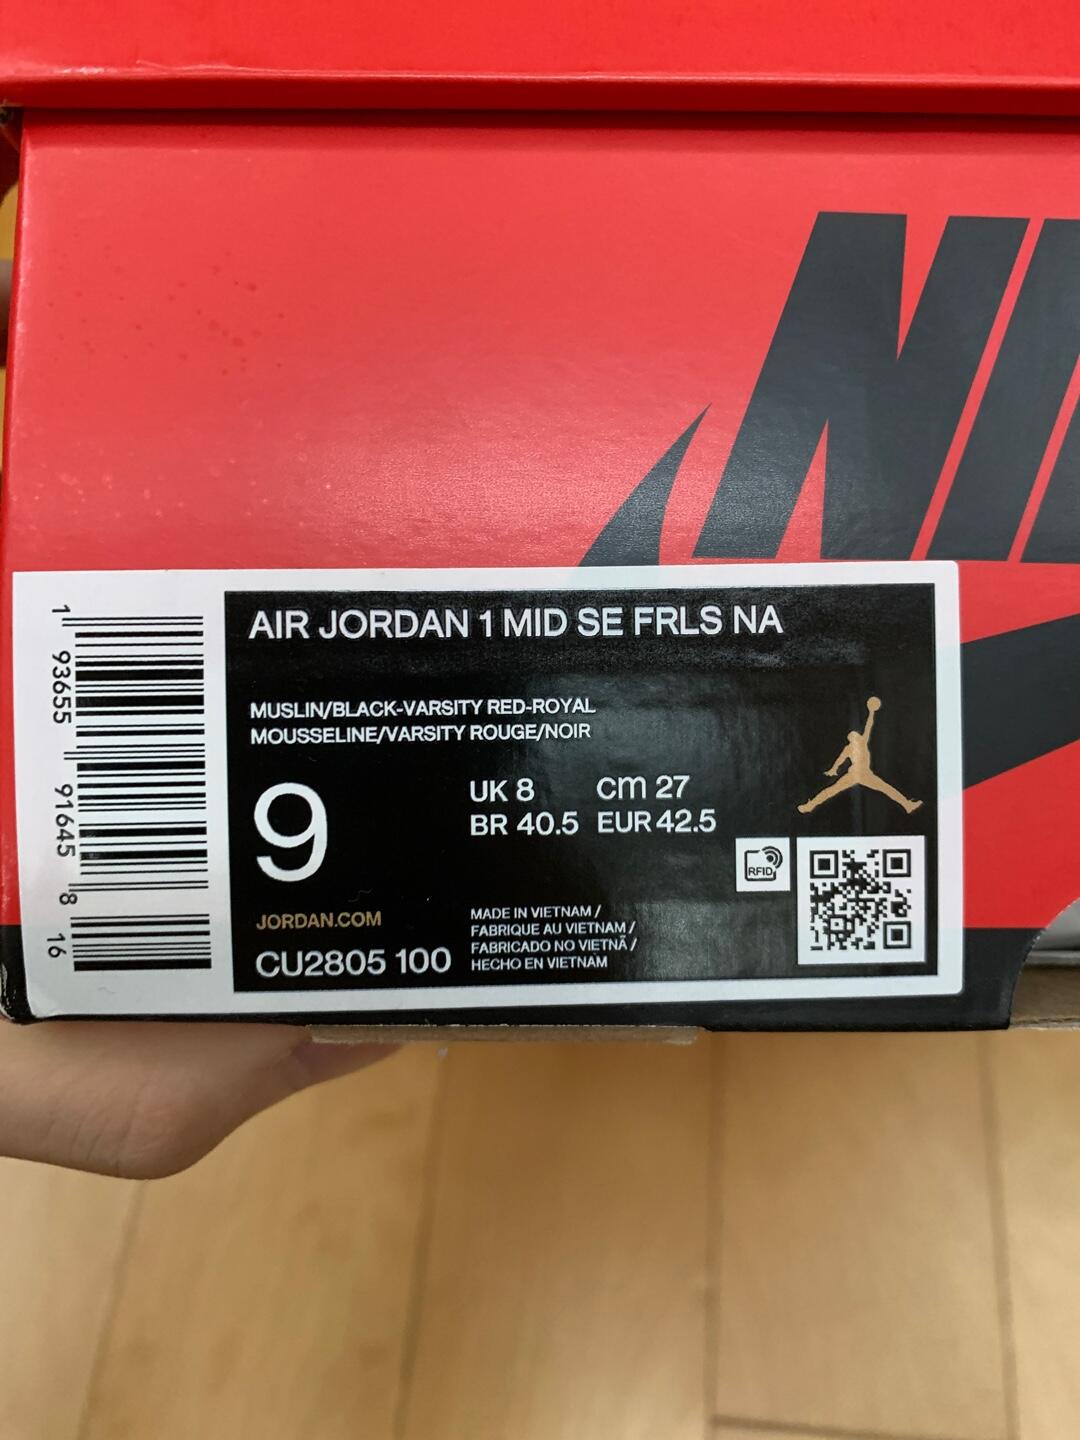 NI
AIR JORDAN 1 MID SE FRLS NA
MUSLIN/BLACK-VARSITY RED-ROYAL
MOUSSELINE/VARSITY ROUGE/NOIR
9
UK 8 cm 27
BR 40.5 EUR 42.5
RFID
JORDAN.COM
CU2805 100
MADE IN VIETNAM /
FABRIQUE AU VIETNAM /
FABRICADO NO VIETNÃ /
HECHO EN VIETNAM
1 93655 91645 8 16